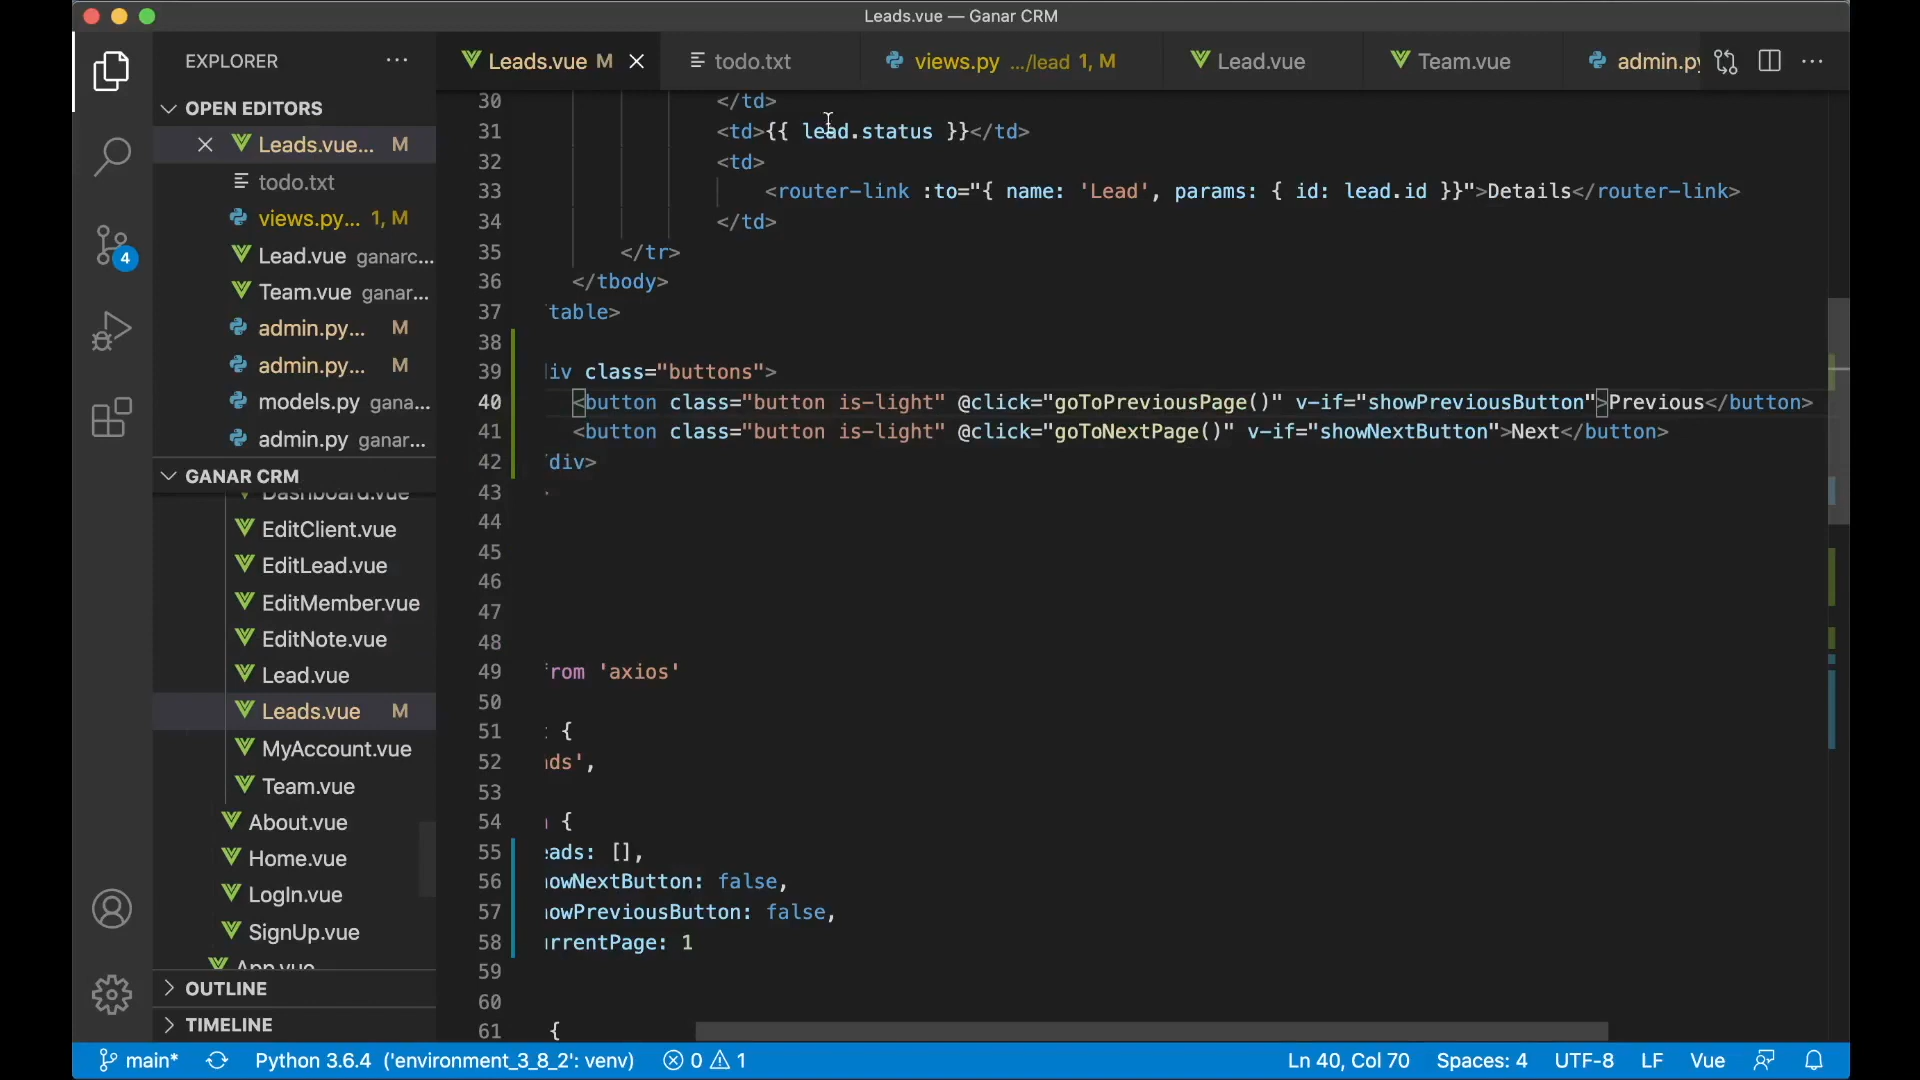 Leads.vue — Ganar CRM
EXPLORER
OPEN EDITORS
Leads.vue... M
todo.txt
views.py... 1, M
Lead.vue ganarc...
Team.vue ganar...
admin.py... M
admin.py... M
models.py gana...
admin.py ganar...
GANAR CRM
Dashboard.vue
EditClient.vue
EditLead.vue
EditMember.vue
EditNote.vue
Lead.vue
Leads.vue M
MyAccount.vue
Team.vue
About.vue
Home.vue
LogIn.vue
SignUp.vue
App.vue
OUTLINE
TIMELINE
4
Leads.vue M
todo.txt
views.py .../lead 1, M
Lead.vue
Team.vue
admin.py
30 </td>
31 <td>{{ lead.status }}</td>
32 <td>
33 <router-link :to="{ name: 'Lead', params: { id: lead.id }}">Details</router-link>
34 </td>
35 </tr>
36 </tbody>
37 table>
38
39 iv class="buttons">
40 <button class="button is-light" @click="goToPreviousPage()" v-if="showPreviousButton">Previous</button>
41 <button class="button is-light" @click="goToNextPage()" v-if="showNextButton">Next</button>
42 div>
43
44
45
46
47
48
49 rom 'axios'
50
51 {
52 ds',
53
54 {
55 eads: [],
56 owNextButton: false,
57 owPreviousButton: false,
58 urrentPage: 1
59
60
61 {
main* Python 3.6.4 ('environment_3_8_2': venv) 0 1 Ln 40, Col 70 Spaces: 4 UTF-8 LF Vue